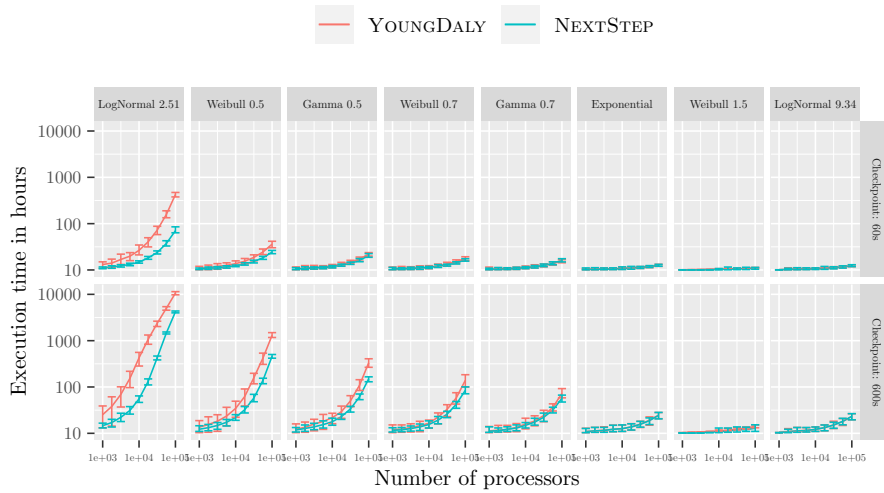 YOUNGDALY NEXTSTEP
LogNormal 2.51 Weibull 0.5 Gamma 0.5 Weibull 0.7 Gamma 0.7 Exponential Weibull 1.5 LogNormal 9.34
10000
1000
100
10
Checkpoint: 60s
10000
1000
100
10
Checkpoint: 600s
Execution time in hours
1e+03 1e+04 1e+05 1e+03 1e+04 1e+05 1e+03 1e+04 1e+05 1e+03 1e+04 1e+05 1e+03 1e+04 1e+05 1e+03 1e+04 1e+05 1e+03 1e+04 1e+05 1e+03 1e+04 1e+05
Number of processors